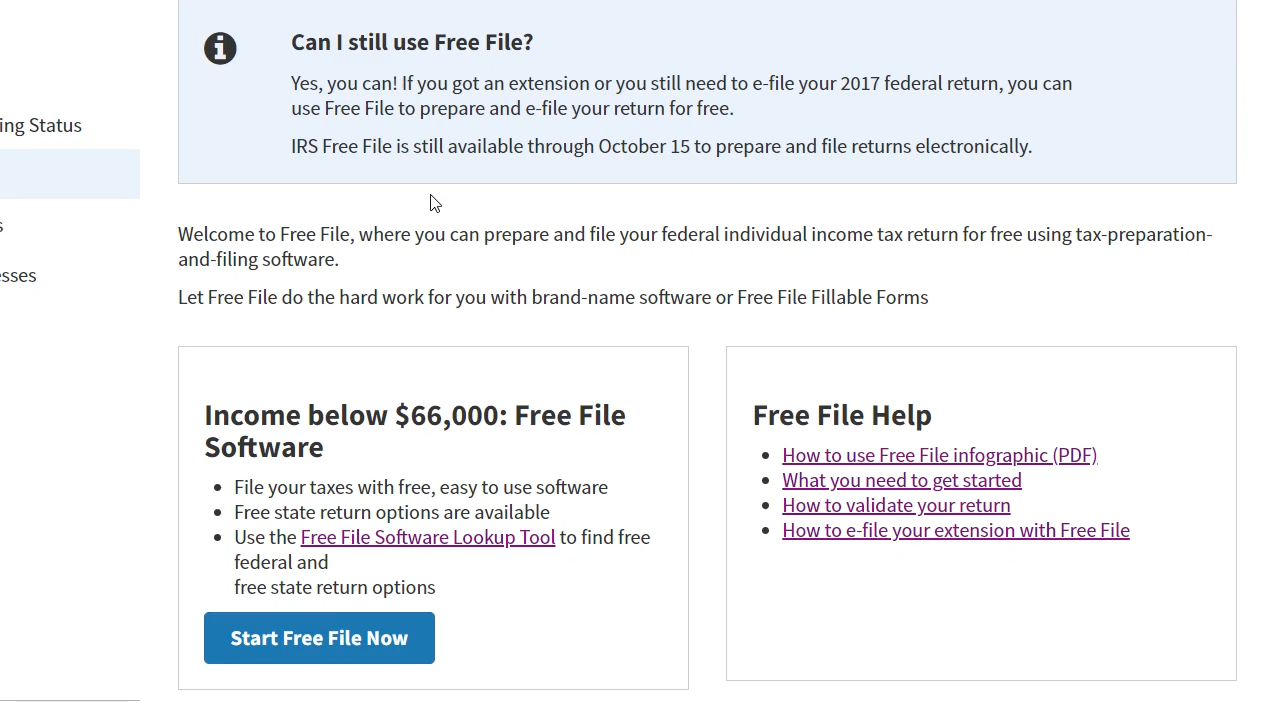 Can I still use Free File?
Yes, you can! If you got an extension or you still need to e-file your 2017 federal return, you can
use Free File to prepare and e-file your return for free.
IRS Free File is still available through October 15 to prepare and file returns electronically.
ing Status
s
esses
Welcome to Free File, where you can prepare and file your federal individual income tax return for free using tax-preparation-
and-filing software.
Let Free File do the hard work for you with brand-name software or Free File Fillable Forms
Income below $66,000: Free File
Software
• File your taxes with free, easy to use software
• Free state return options are available
• Use the Free File Software Lookup Tool to find free
federal and
free state return options
Start Free File Now
Free File Help
• How to use Free File infographic (PDF)
• What you need to get started
• How to validate your return
• How to e-file your extension with Free File